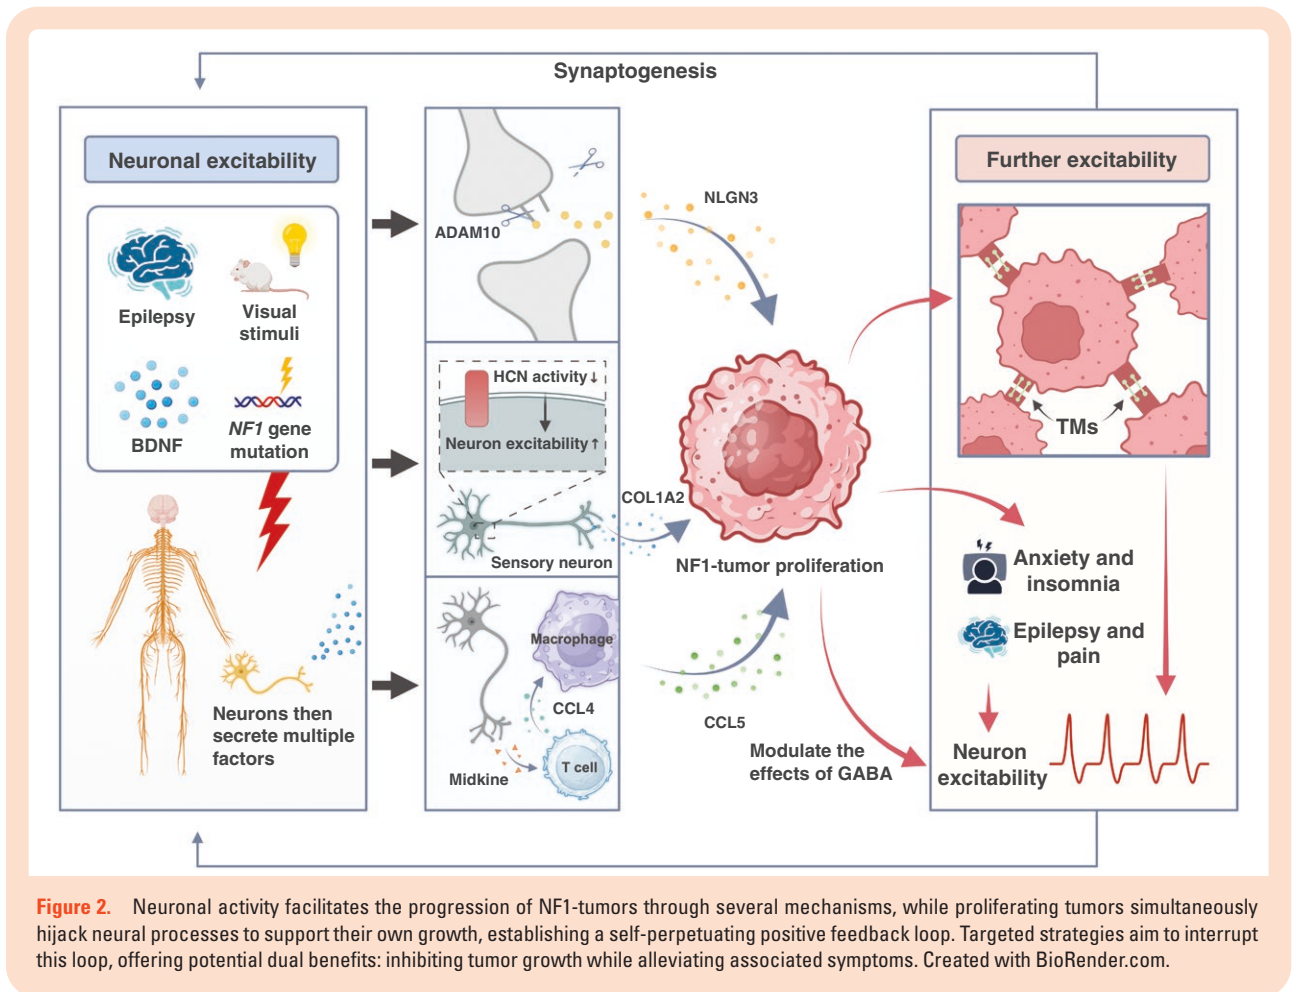 Synaptogenesis
Neuronal excitability
Epilepsy
Visual
stimuli
BDNF
NF1 gene
mutation
Neurons then
secrete multiple
factors
ADAM10
NLGN3
HCN activity↓
Neuron excitability↑
COL1A2
Sensory neuron
Macrophage
CCL4
T cell
Midkine
CCL5
NF1-tumor proliferation
Modulate the
effects of GABA
Further excitability
TMs
Anxiety and
insomnia
Epilepsy and
pain
Neuron
excitability
Figure 2. Neuronal activity facilitates the progression of NF1-tumors through several mechanisms, while proliferating tumors simultaneously
hijack neural processes to support their own growth, establishing a self-perpetuating positive feedback loop. Targeted strategies aim to interrupt
this loop, offering potential dual benefits: inhibiting tumor growth while alleviating associated symptoms. Created with BioRender.com.